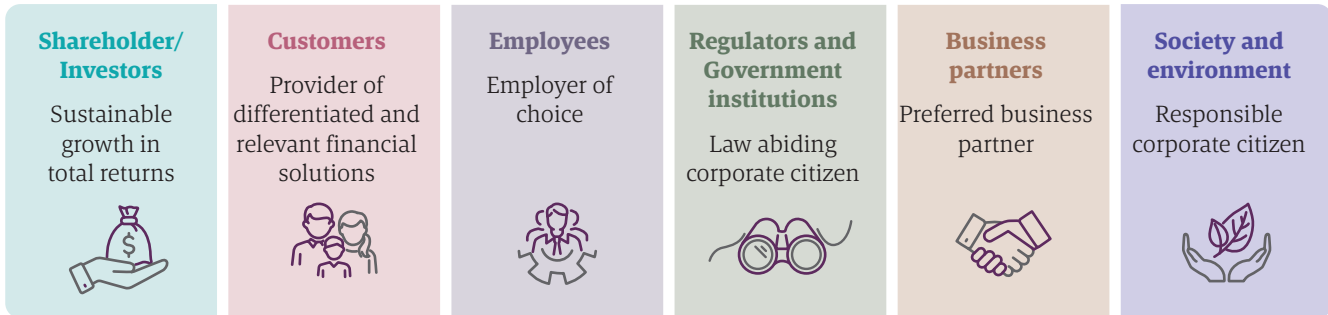 Shareholder/
Investors
Sustainable
growth in
total returns
$
Customers
Provider of
differentiated and
relevant financial
solutions
Employees
Employer of
choice
Regulators and
Government
institutions
Law abiding
corporate citizen
Business
partners
Preferred business
partner
Society and
environment
Responsible
corporate citizen